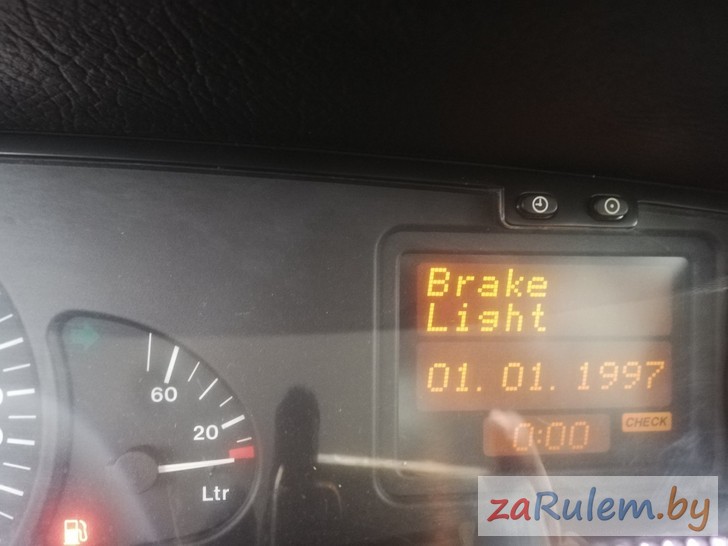 Brake
Light
01.01.1997
0:00
CHECK
60
20
Ltr
zaRulem.by